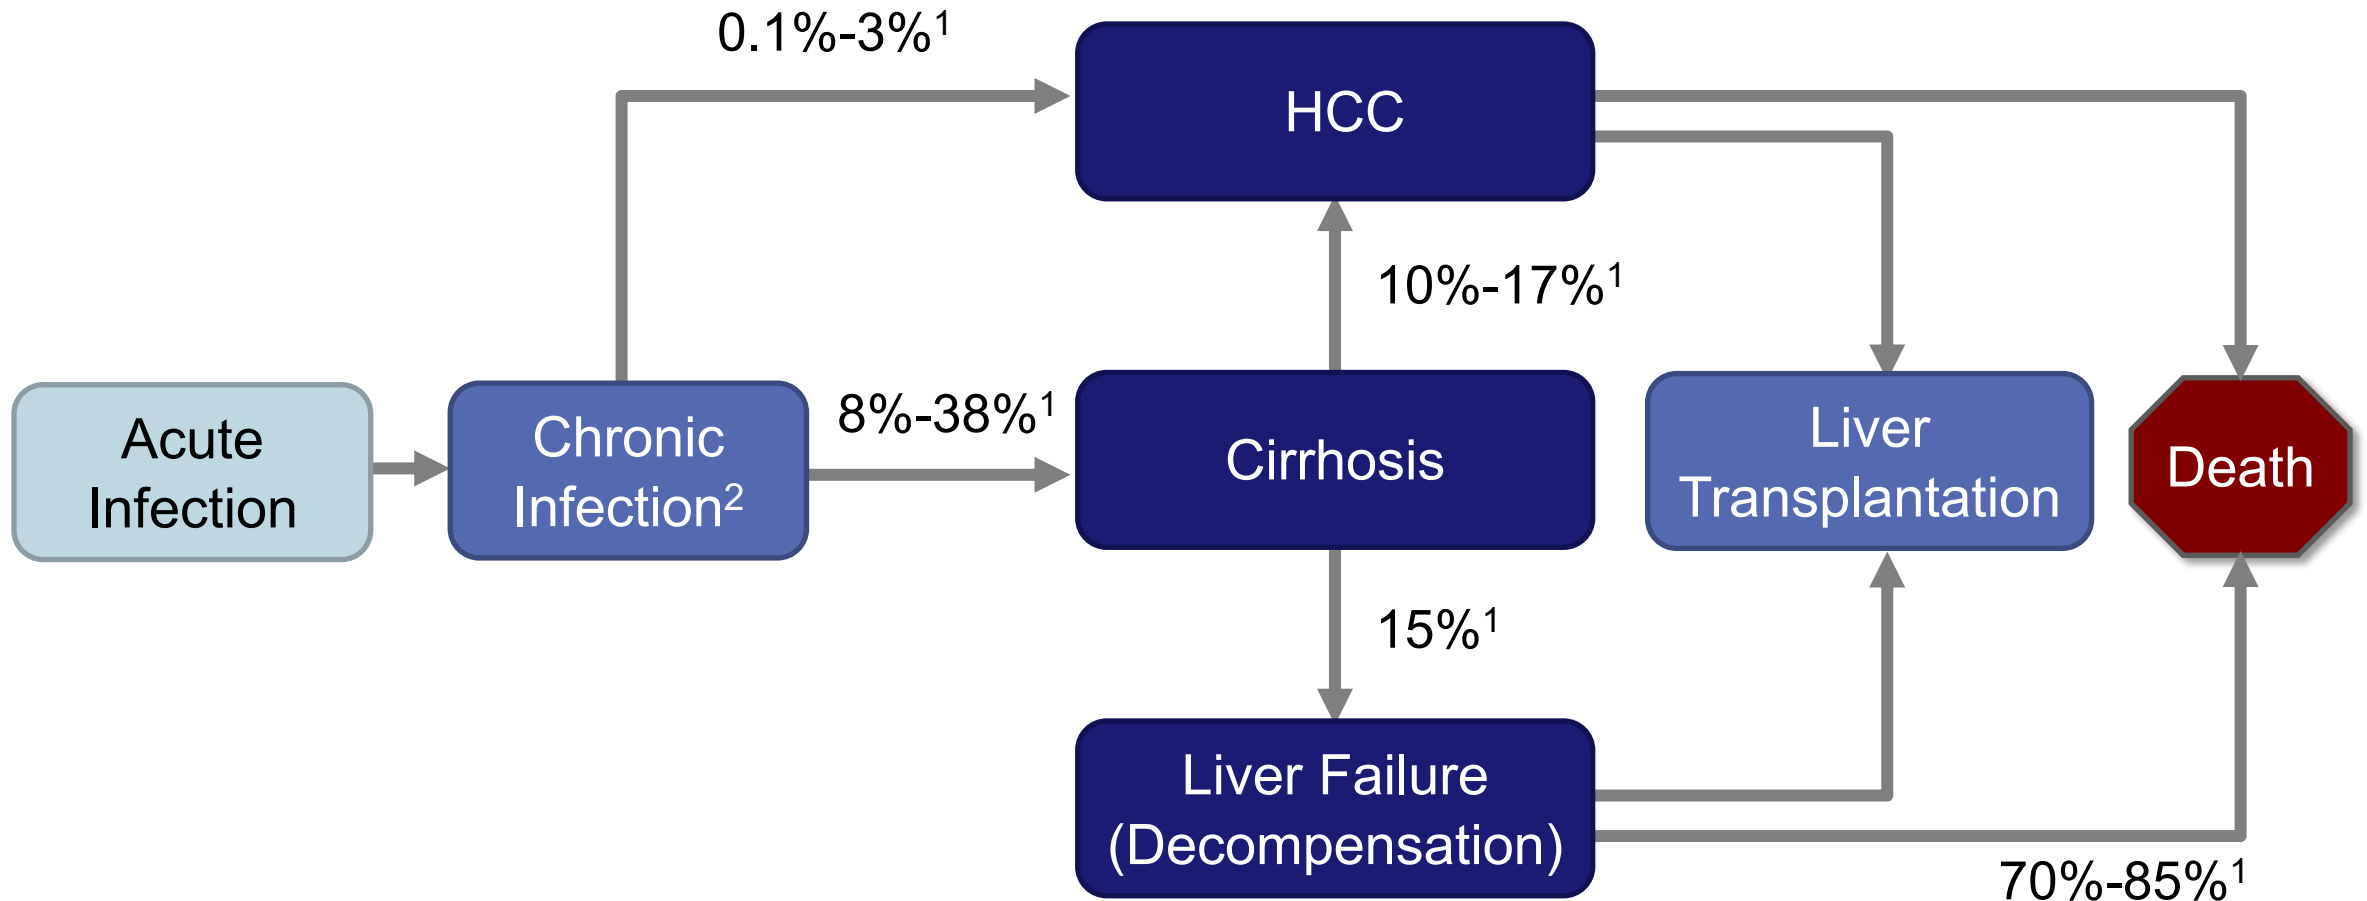 0.1%-3%¹
HCC
10%-17%¹
Acute
Infection
Chronic
Infection²
8%-38%¹
Cirrhosis
Liver
Transplantation
Death
15%¹
Liver Failure
(Decompensation)
70%-85%¹